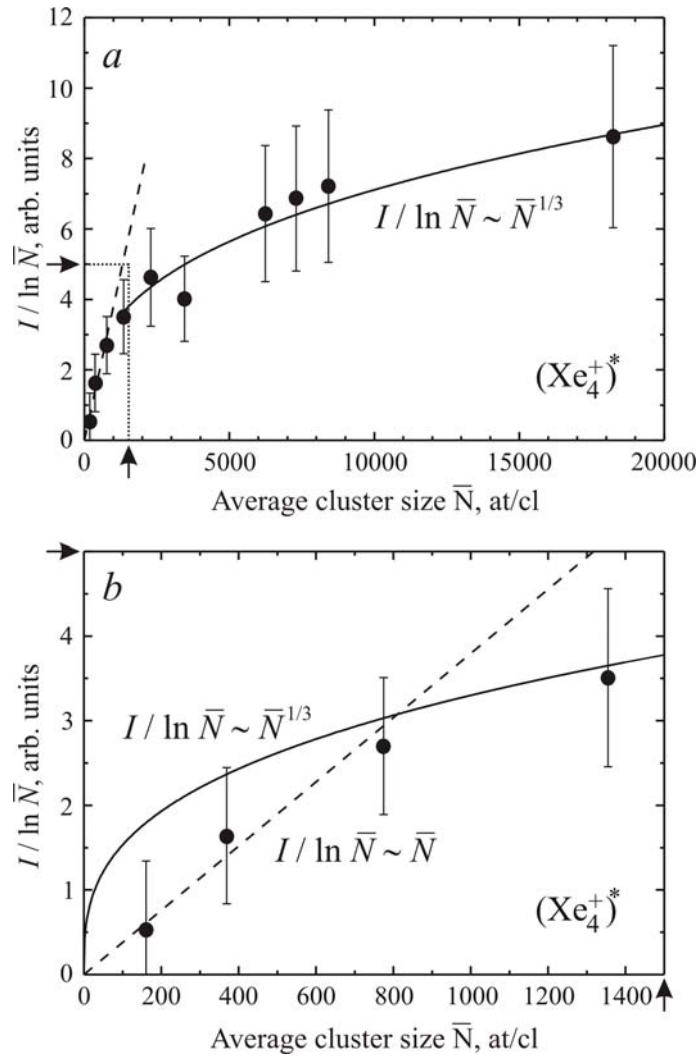 a
I / ln N̅, arb. units
12
10
8
6
4
2
0
I / ln N̅ ~ N̅^{1/3}
(Xe₄⁺)*
0 5000 10000 15000 20000
Average cluster size N̅, at/cl
b
I / ln N̅, arb. units
4
3
2
1
0
I / ln N̅ ~ N̅^{1/3}
I / ln N̅ ~ N̅
(Xe₄⁺)*
0 200 400 600 800 1000 1200 1400
Average cluster size N̅, at/cl